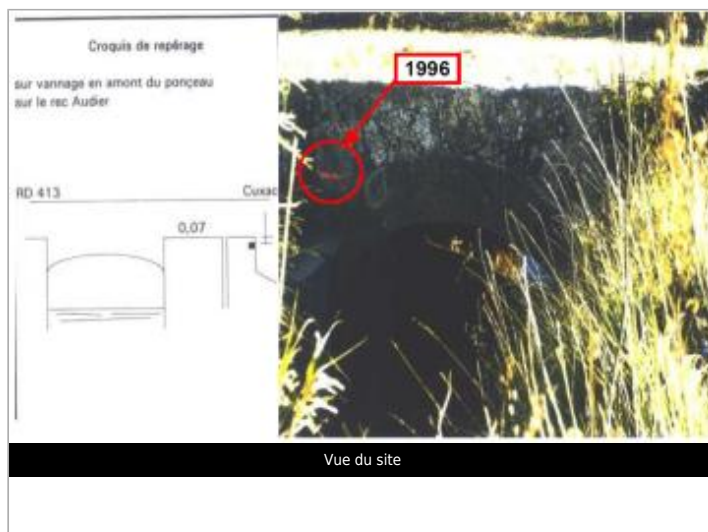 Croquis de repérage
sur vannage en amont du ponçeau
sur le rec Audier
1996
RD 413
Cuxac
0,07
Vue du site